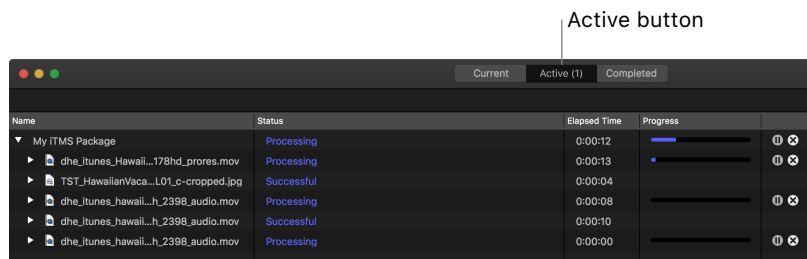 Active button
Current Active (1) Completed
Name Status Elapsed Time Progress
My iTMS Package Processing 0:00:12
dhe_itunes_Hawaii...178hd_prores.mov Processing 0:00:13
TST_HawaiianVaca...L01_c-cropped.jpg Successful 0:00:04
dhe_itunes_hawaii...h_2398_audio.mov Processing 0:00:08
dhe_itunes_hawaii...h_2398_audio.mov Successful 0:00:10
dhe_itunes_hawaii...h_2398_audio.mov Processing 0:00:00